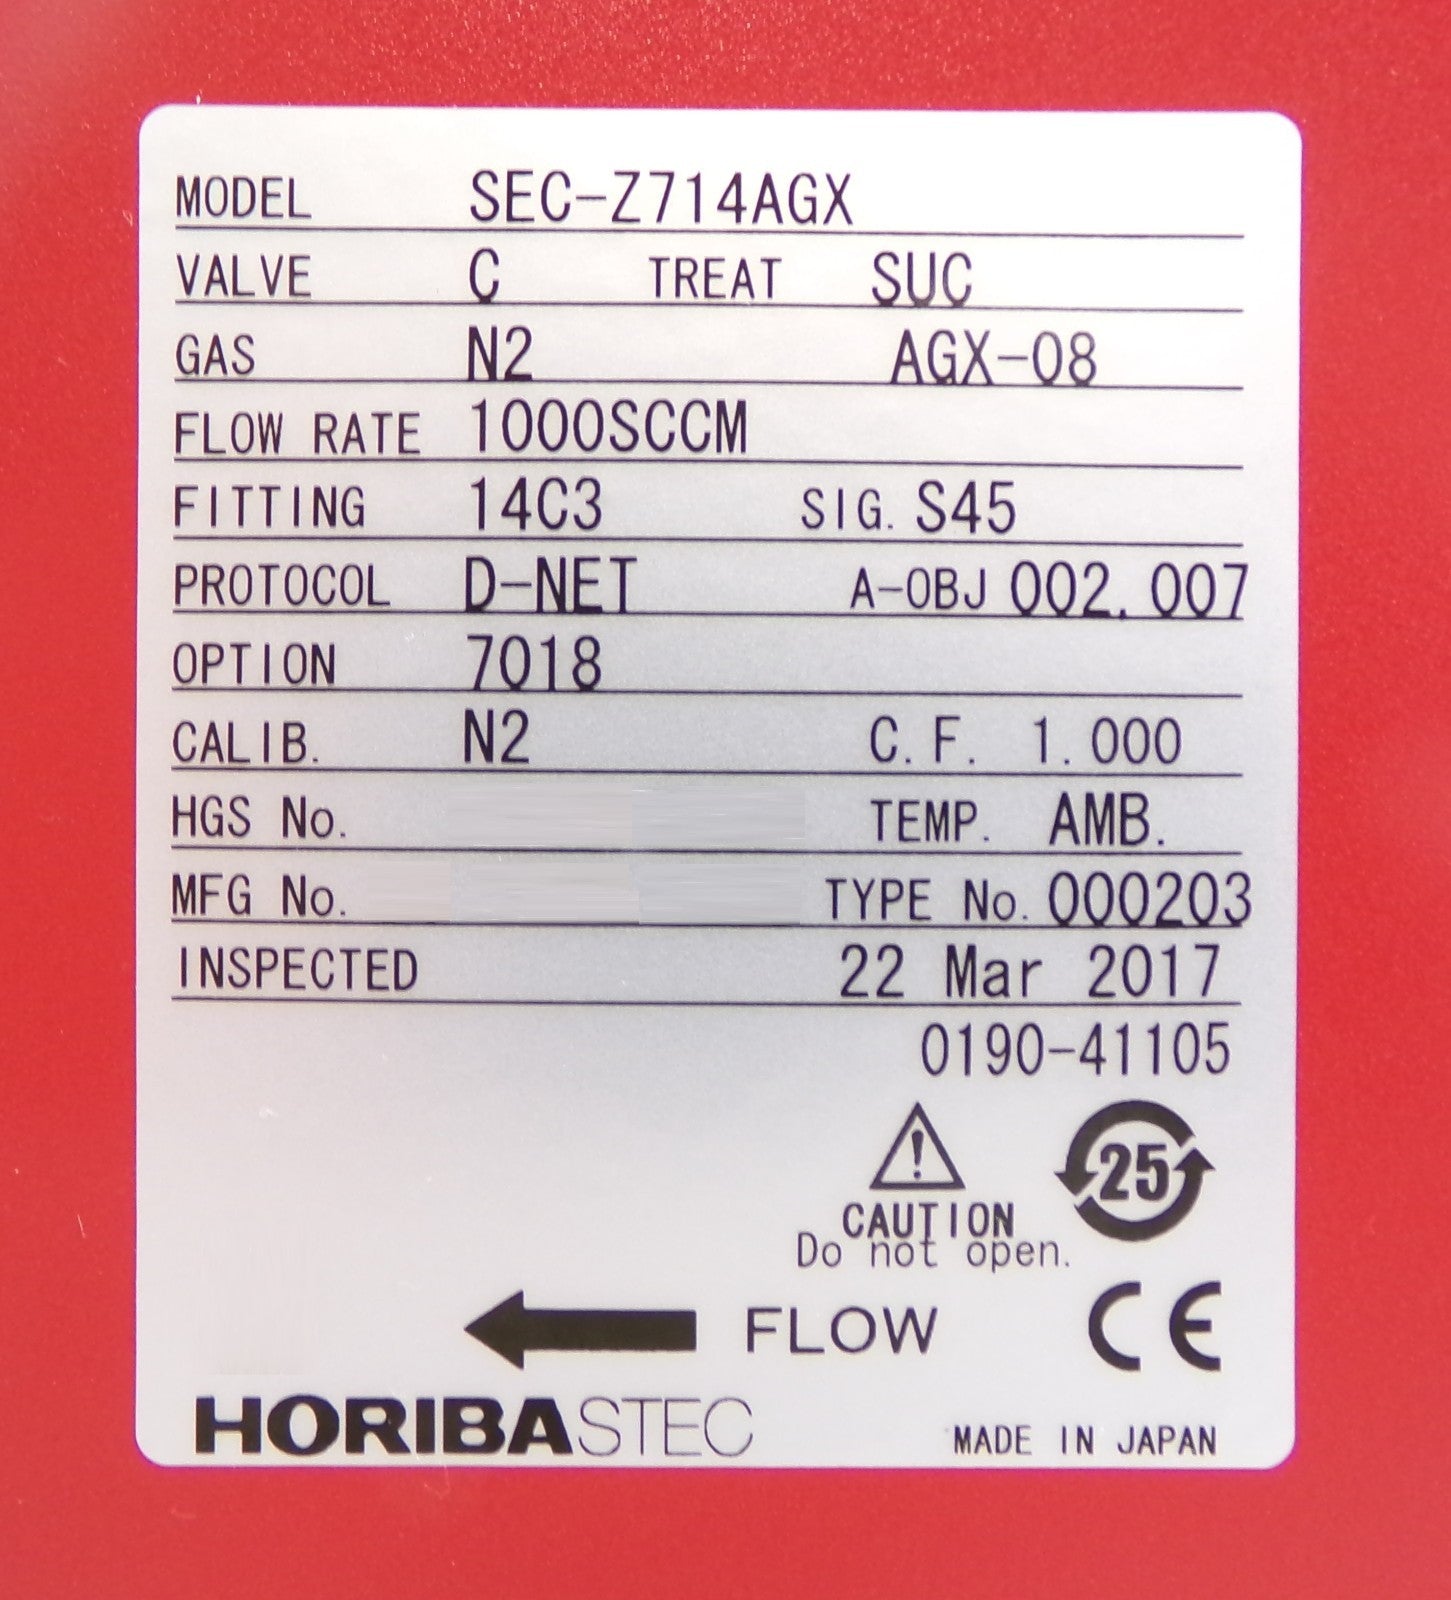 MODEL SEC-Z714AGX
VALVE C TREAT SUC
GAS N2 AGX-08
FLOW RATE 1000SCCM
FITTING 14C3 SIG. S45
PROTOCOL D-NET A-OBJ 002.007
OPTION 7018
CALIB. N2 C.F. 1.000
HGS No. TEMP. AMB.
MFG No. TYPE No. 000203
INSPECTED 22 Mar 2017
0190-41105
25
CAUTION
Do not open.
FLOW CE
HORIBASTEC MADE IN JAPAN